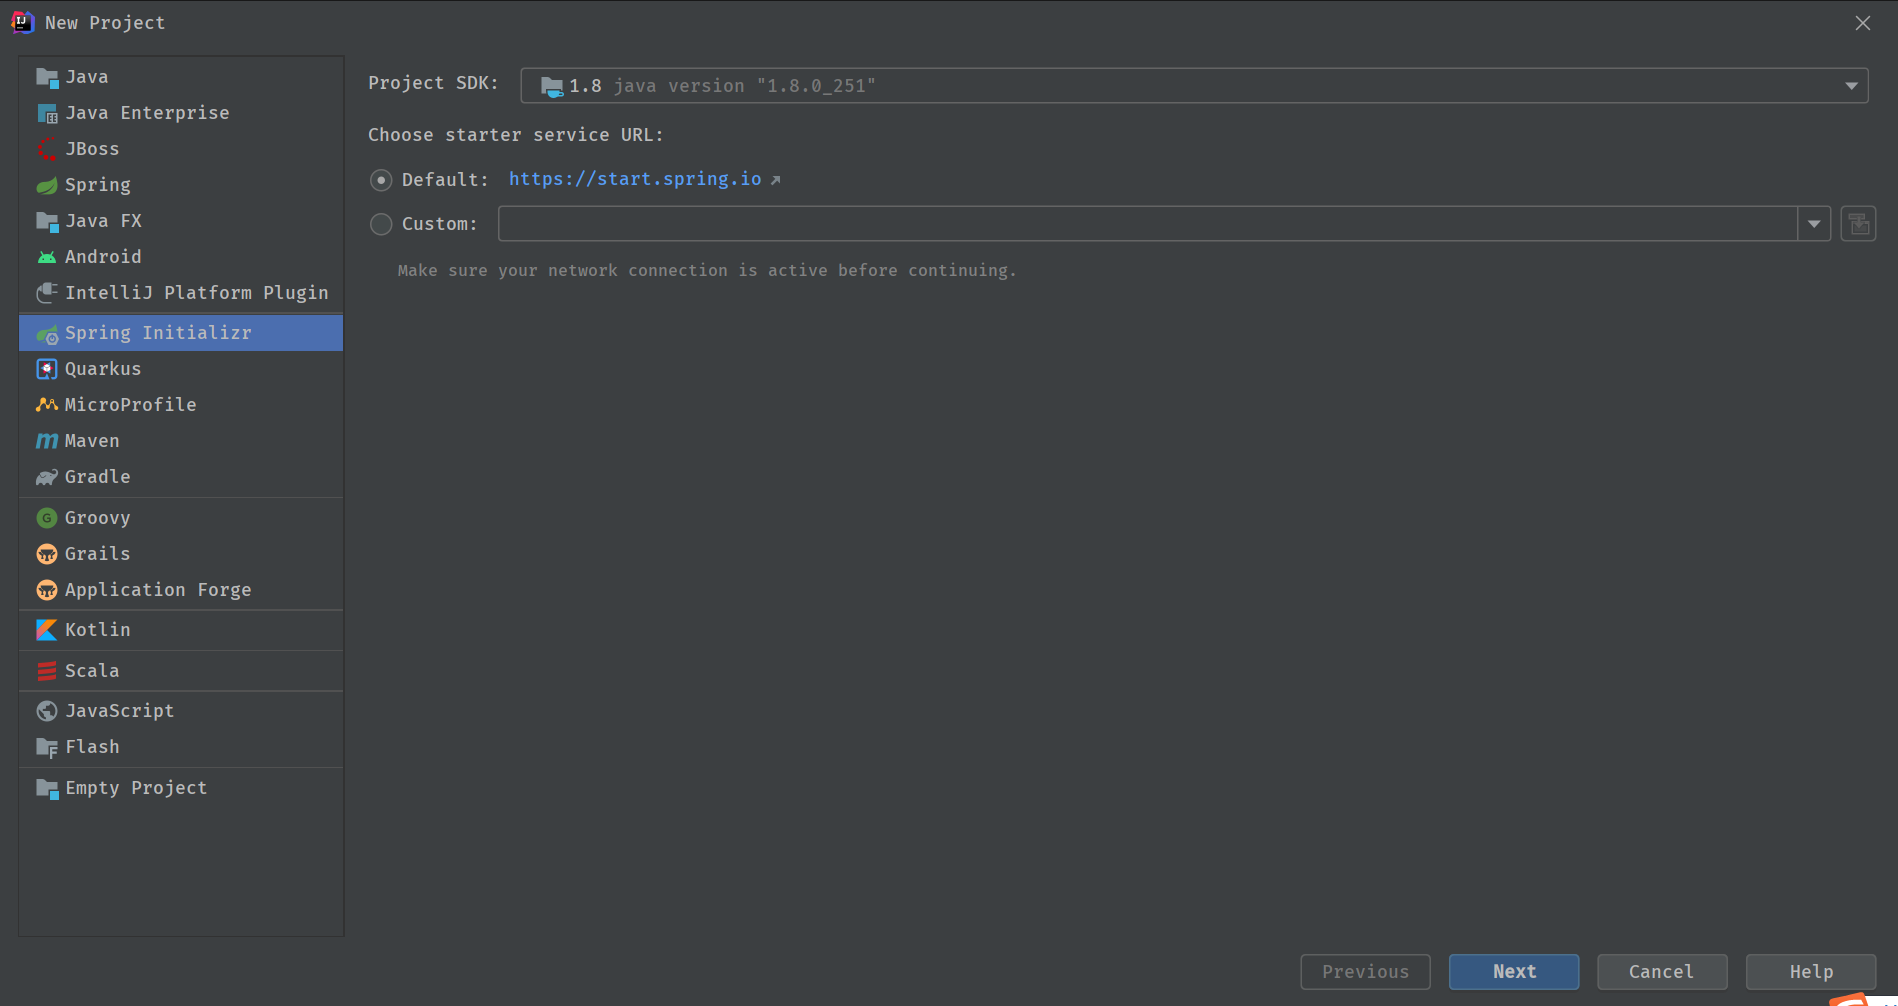 New Project
Java
Java Enterprise
JBoss
Spring
Java FX
Android
IntelliJ Platform Plugin
Spring Initializr
Quarkus
MicroProfile
Maven
Gradle
Groovy
Grails
Application Forge
Kotlin
Scala
JavaScript
Flash
Empty Project
Project SDK: 1.8 java version "1.8.0_251"
Choose starter service URL:
Default: https://start.spring.io
Custom:
Make sure your network connection is active before continuing.
Previous Next Cancel Help